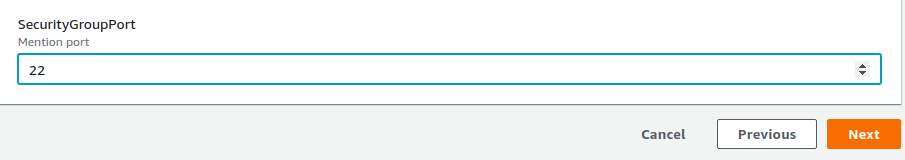 SecurityGroupPort
Mention port
22
Cancel Previous Next